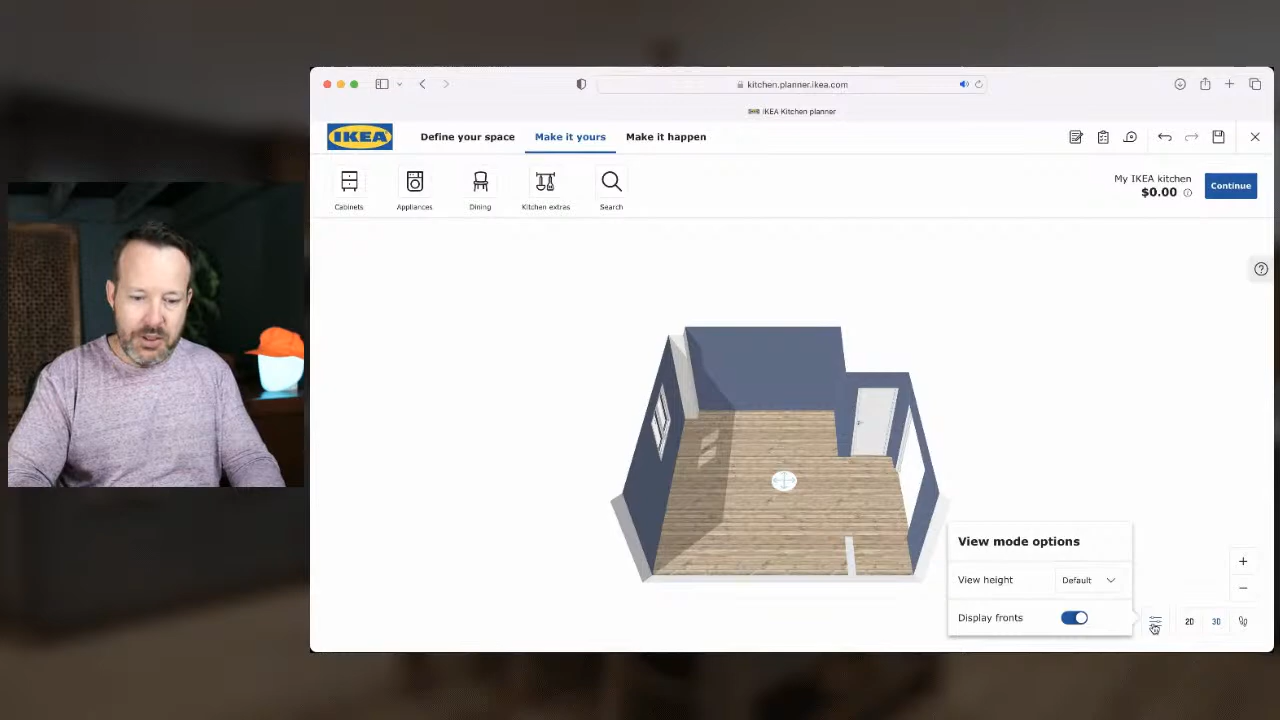 kitchen.planner.ikea.com
IKEA Kitchen planner
IKEA
Define your space
Make it yours
Make it happen
Cabinets
Appliances
Dining
Kitchen extras
Search
My IKEA kitchen
$0.00
Continue
View mode options
View height
Default
Display fronts
2D
3D